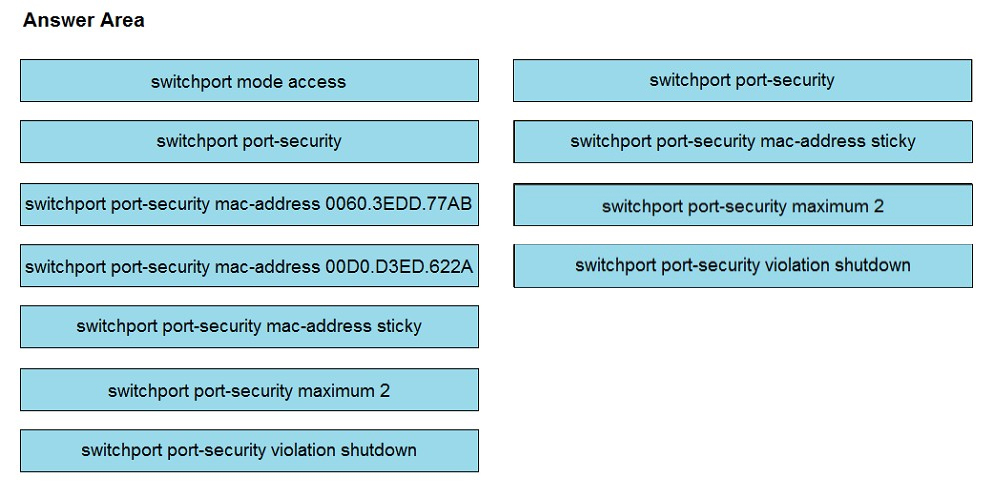 Answer Area
switchport mode access
switchport port-security
switchport port-security mac-address 0060.3EDD.77AB
switchport port-security mac-address 00D0.D3ED.622A
switchport port-security mac-address sticky
switchport port-security maximum 2
switchport port-security violation shutdown
switchport port-security
switchport port-security mac-address sticky
switchport port-security maximum 2
switchport port-security violation shutdown